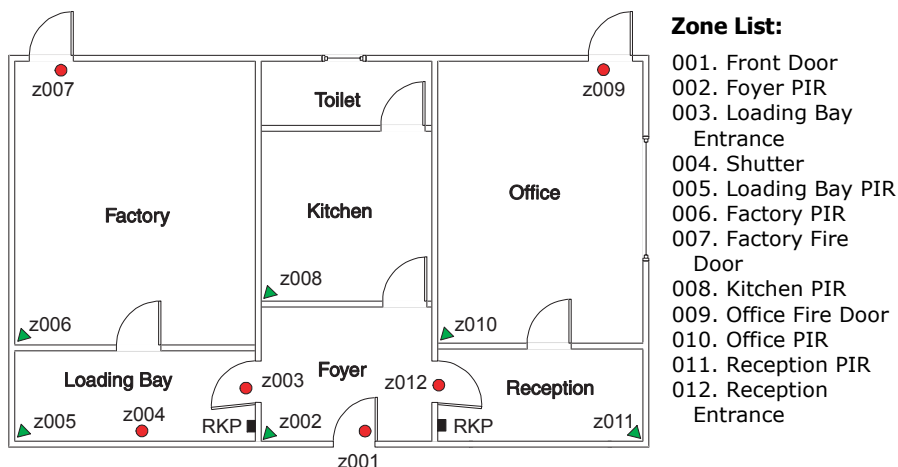 Zone List:
001. Front Door
002. Foyer PIR
003. Loading Bay
Entrance
004. Shutter
005. Loading Bay PIR
006. Factory PIR
007. Factory Fire
Door
008. Kitchen PIR
009. Office Fire Door
010. Office PIR
011. Reception PIR
012. Reception
Entrance
z007
z009
Toilet
Factory
Kitchen
Office
z008
z006
z010
Loading Bay
z003
Foyer
z012
Reception
z005
z004
RKP
z002
RKP
z011
z001